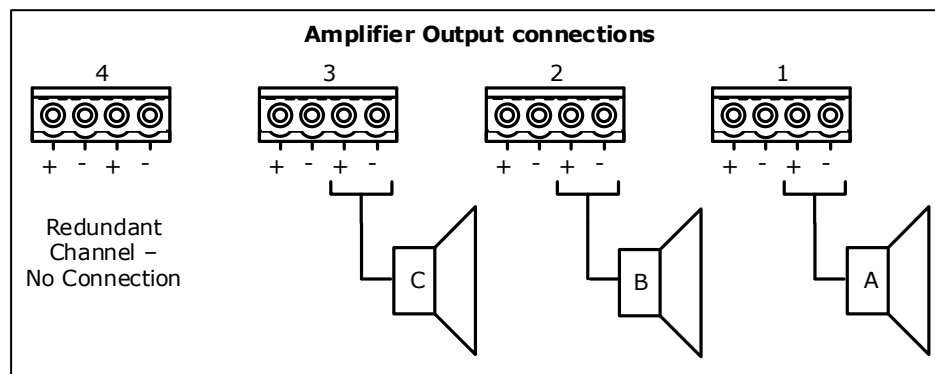 Amplifier Output connections
4 3 2 1
+ - + - + - + - + - + - + - + -
Redundant
Channel –
No Connection
C B A